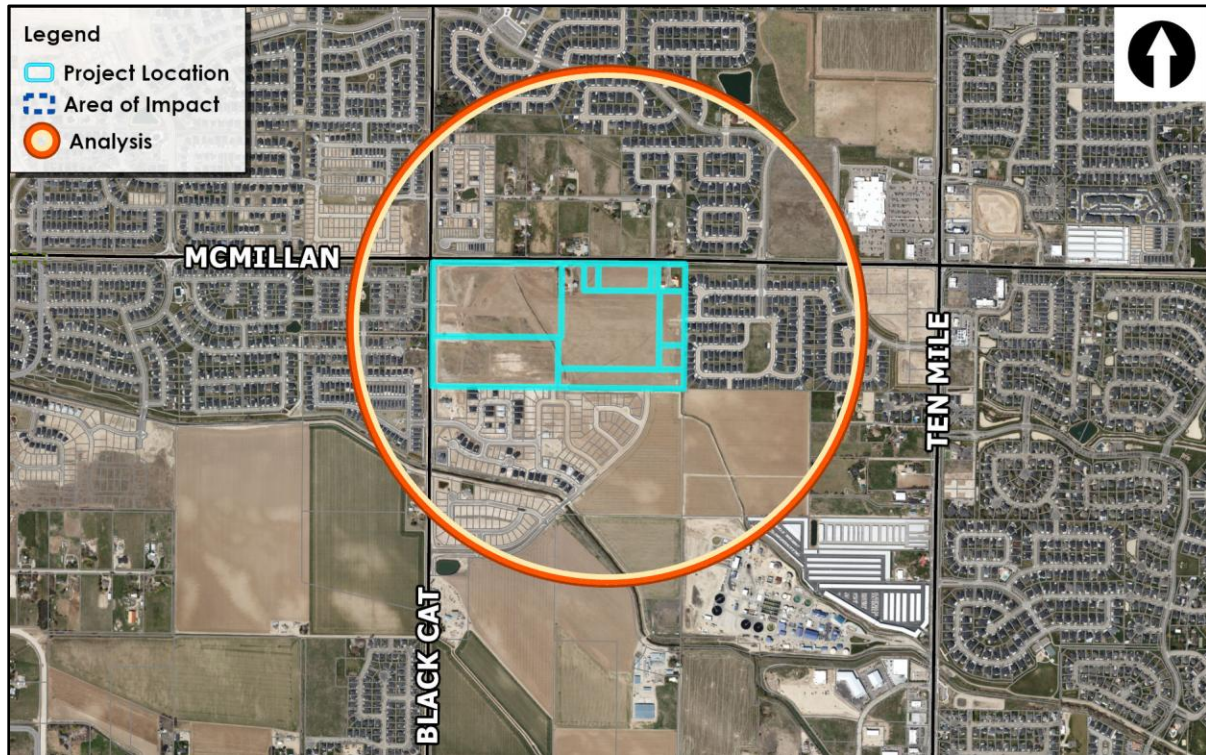 Legend
Project Location
Area of Impact
Analysis
MCMILLAN
TEN MILE
BLACK CAT